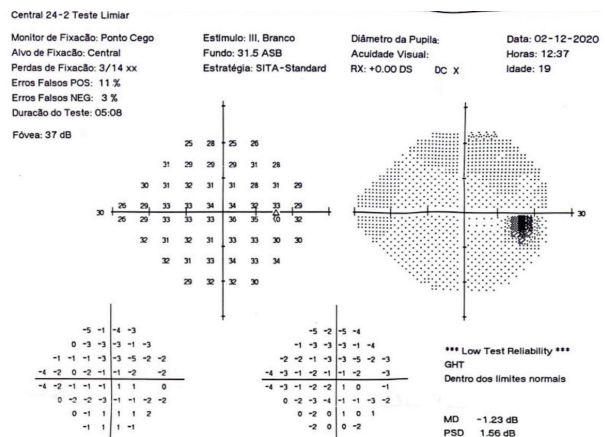 Central 24-2 Teste Limiar
Monitor de Fixação: Ponto Cego
Alvo de Fixação: Central
Perdas de Fixacão: 3/14 xx
Erros Falsos POS: 11 %
Erros Falsos NEG: 3 %
Duracão do Teste: 05:08
Fóvea: 37 dB
Estimulo: III, Branco
Fundo: 31.5 ASB
Estratégia: SITA-Standard
Diâmetro da Pupila:
Acuidade Visual:
RX: +0.00 DS DC X
Data: 02-12-2020
Horas: 12:37
Idade: 19
25 28 25 26
31 29 29 29 31 28
30 31 32 31 31 28 31 29
30 26 29 33 33 34 34 32 33 29 30
26 29 33 33 33 36 35 0 32
32 31 32 31 33 33 30 30
32 31 33 34 33 34
29 32 32 30
-5 -1 -4 -3
0 -3 -3 -3 -1 -3
-1 -1 -1 -3 -3 -5 -2 -2
-4 -2 0 -1 -1 -1 -2 -3
-4 -2 -1 -1 -1 1 1 0
0 -2 -2 -3 -1 -1 -2 -1
0 -1 1 1 1 2
-1 1 1 -1
-5 -2 -5 -4
-1 -3 -3 -3 -1 -4
-2 -2 -1 -3 -3 -5 -2 -3
-4 -3 0 -2 -1 -1 -2 -3
-4 -3 -1 -2 -2 1 0 -1
0 -2 -3 -4 -1 -1 -3 -2
0 -2 0 1 0 1
-2 0 0 -2
*** Low Test Reliability ***
GHT
Dentro dos limites normais
MD -1.23 dB
PSD 1.56 dB